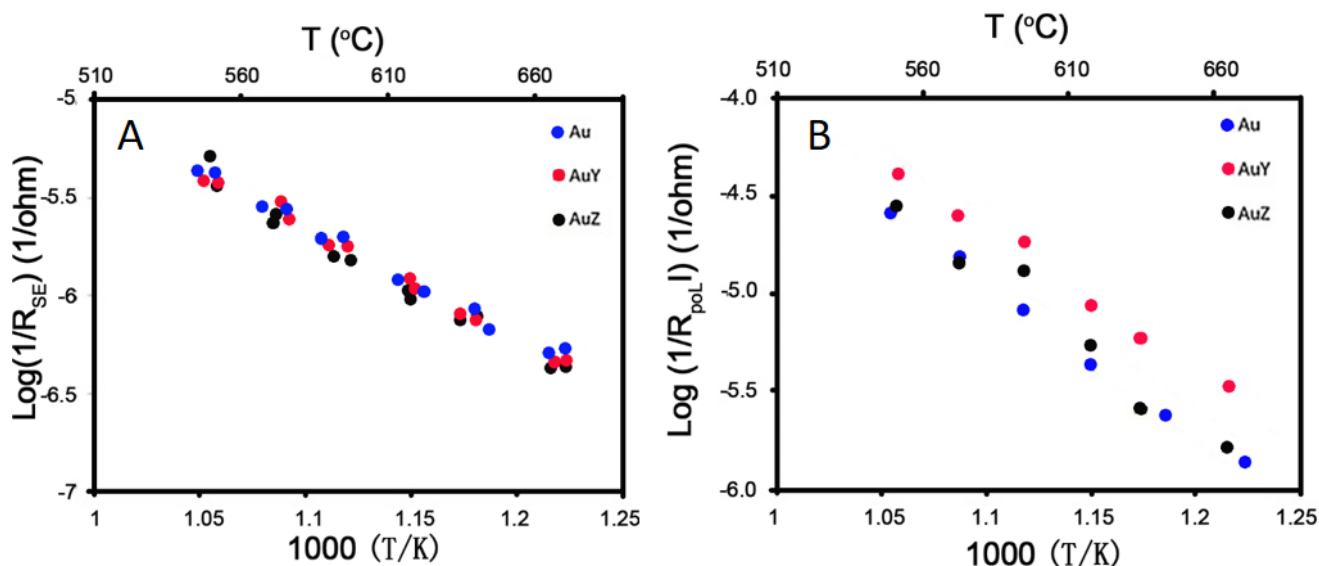 T (°C)
510 560 610 660
A
Au
AuY
AuZ
-5
-5.5
-6
-6.5
-7
Log(1/R_SE) (1/ohm)
1 1.05 1.1 1.15 1.2 1.25
1000 (T/K)
T (°C)
510 560 610 660
B
Au
AuY
AuZ
-4.0
-4.5
-5.0
-5.5
-6.0
Log (1/R_poL I) (1/ohm)
1 1.05 1.1 1.15 1.2 1.25
1000 (T/K)